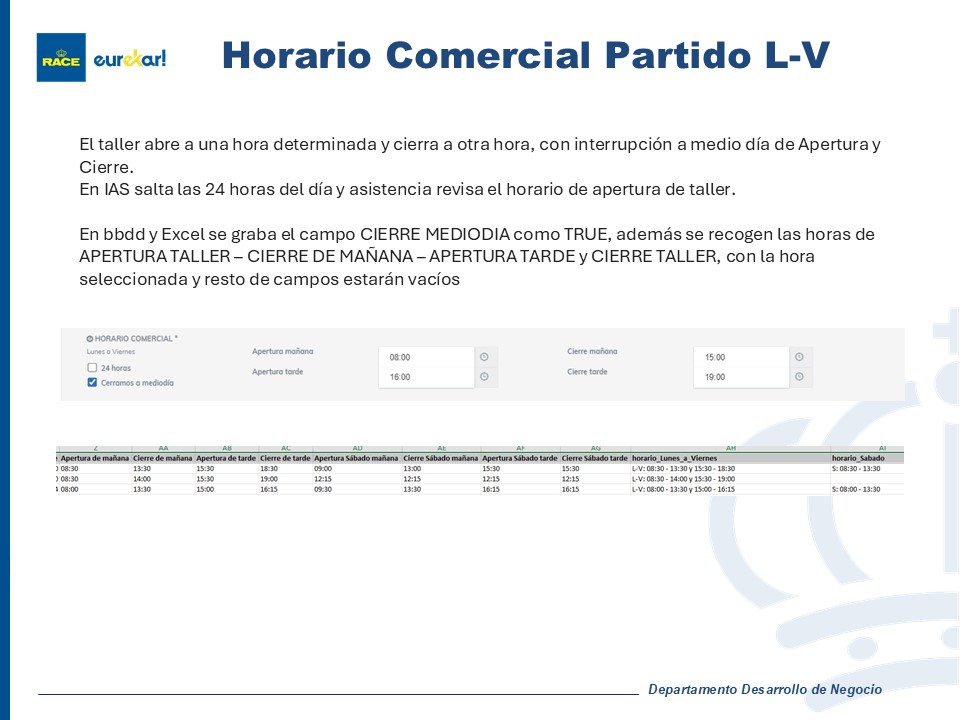 RACE eurekar! Horario Comercial Partido L-V
El taller abre a una hora determinada y cierra a otra hora, con interrupción a medio día de Apertura y
Cierre.
En IAS salta las 24 horas del día y asistencia revisa el horario de apertura de taller.
En bbdd y Excel se graba el campo CIERRE MEDIODIA como TRUE, además se recogen las horas de
APERTURA TALLER – CIERRE DE MAÑANA – APERTURA TARDE y CIERRE TALLER, con la hora
seleccionada y resto de campos estarán vacíos
HORARIO COMERCIAL *
Lunes a Viernes
24 horas
Cerramos a mediodía
Apertura mañana 08:00 Cierre mañana 15:00
Apertura tarde 16:00 Cierre tarde 19:00
Z AA AB AC AD AE AF AG AH AI
Apertura de mañana Cierre de mañana Apertura de tarde Cierre de tarde Apertura Sábado mañana Cierre Sábado mañana Apertura Sábado tarde Cierre Sábado tarde horario_Lunes_a_Viernes horario_Sabado
08:30 13:30 15:30 18:30 09:00 13:00 15:30 15:30 L-V: 08:30 - 13:30 y 15:30 - 18:30 S: 08:30 - 13:30
08:30 14:00 15:30 19:00 12:15 12:15 12:15 12:15 L-V: 08:30 - 14:00 y 15:30 - 19:00
08:00 13:30 15:00 16:15 09:30 13:30 16:15 16:15 L-V: 08:00 - 13:30 y 15:00 - 16:15 S: 08:00 - 13:30
Departamento Desarrollo de Negocio